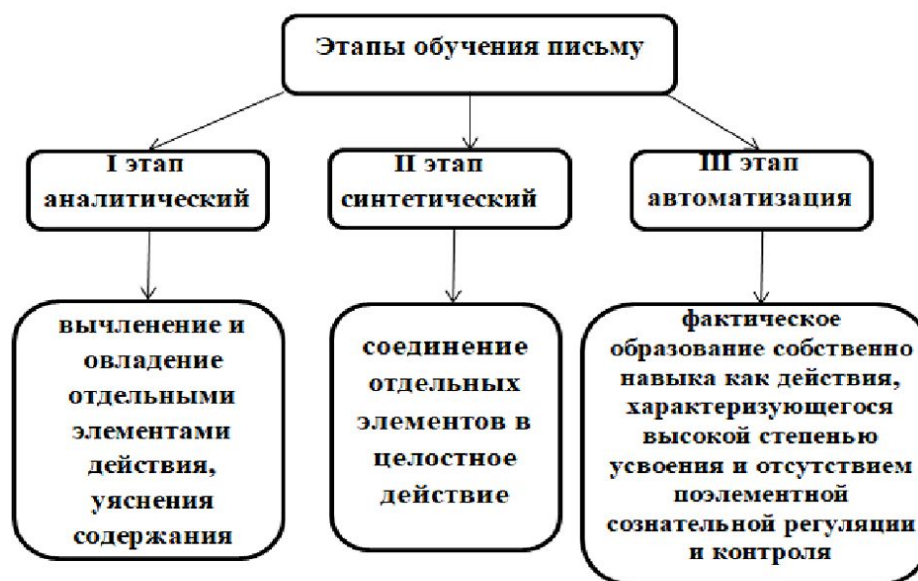 Этапы обучения письму
I этап
аналитический
II этап
синтетический
III этап
автоматизация
вычленение и
овладение
отдельными
элементами
действия,
уяснения
содержания
соединение
отдельных
элементов в
целостное
действие
фактическое
образование собственно
навыка как действия,
характеризующегося
высокой степенью
усвоения и отсутствием
поэлементной
сознательной регуляции
и контроля